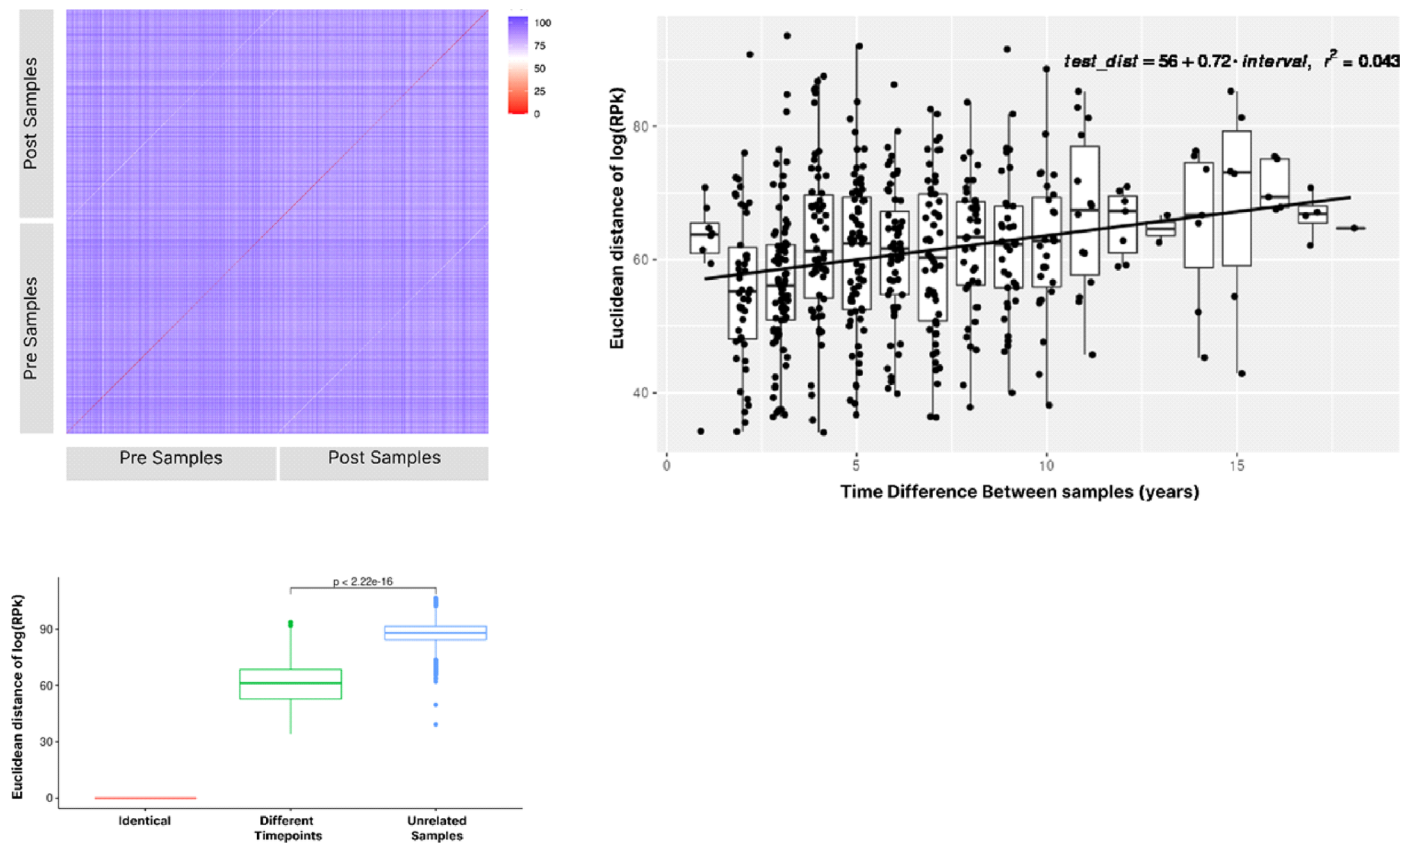 Post Samples
Pre Samples
Pre Samples
Post Samples
100
75
50
25
0
Euclidean distance of log(RPk)
80
60
40
test_dist = 56 + 0.72 · interval, r² = 0.043
0
5
10
15
Time Difference Between samples (years)
Euclidean distance of log(RPk)
90
60
30
0
p < 2.22e-16
Identical
Different
Timepoints
Unrelated
Samples